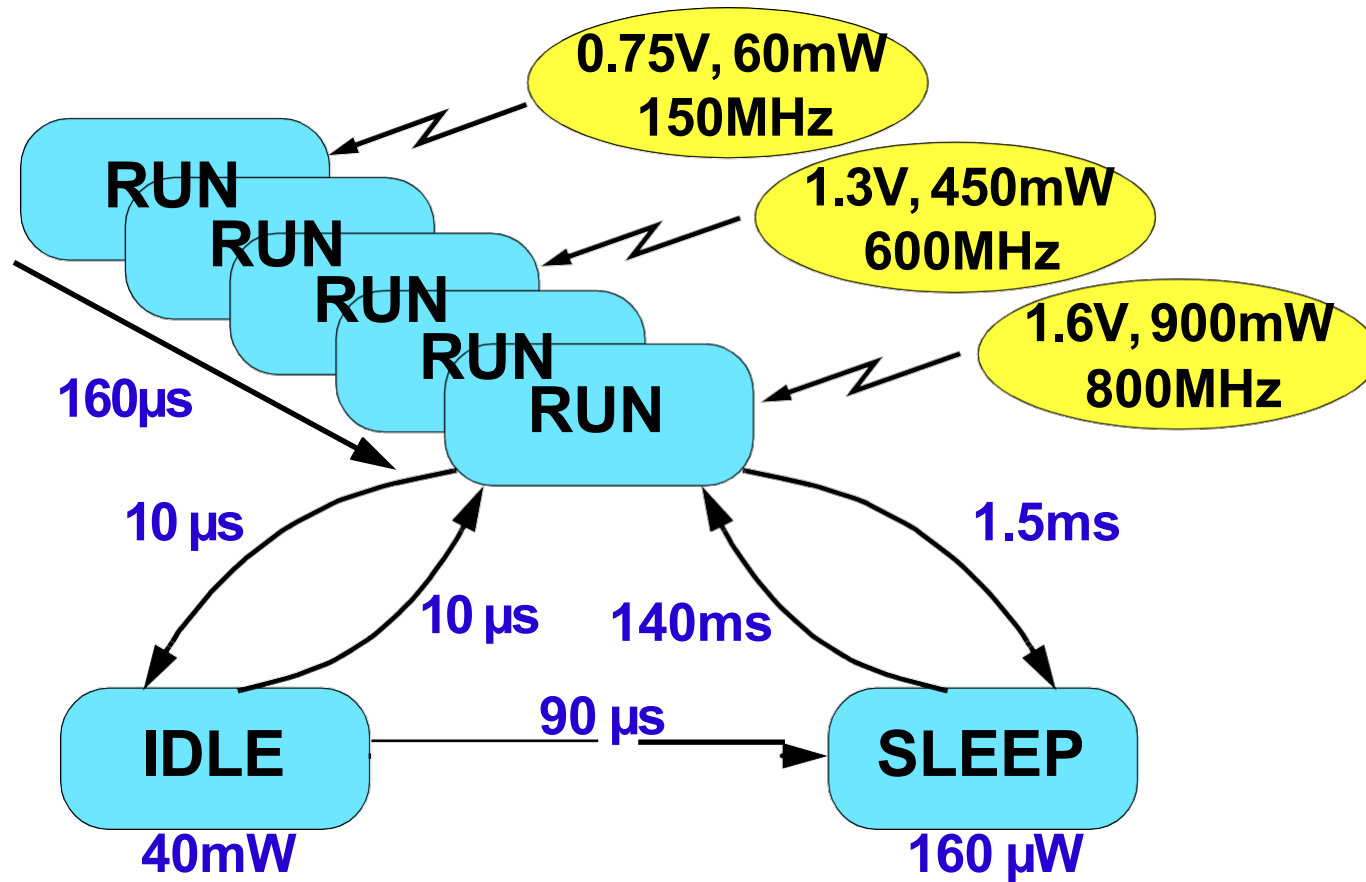 0.75V, 60mW
150MHz
RUN
1.3V, 450mW
600MHz
RUN
RUN
1.6V, 900mW
800MHz
RUN
160µs
RUN
10 µs
1.5ms
10 µs
140ms
90 µs
IDLE
SLEEP
40mW
160 µW